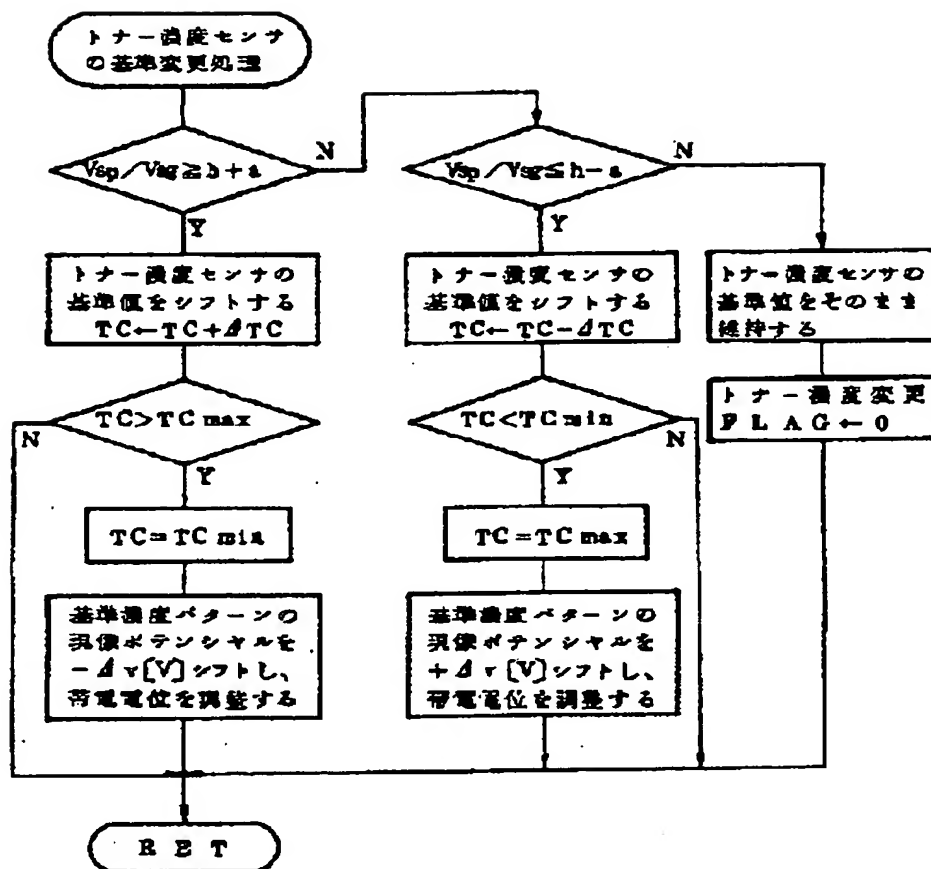 トナー濃度センサ
の基準変更処理
Vsp/Vsg≧h+a
N
Y
トナー濃度センサの
基準値をシフトする
TC←TC+ΔTC
TC>TC max
N
Y
TC=TC min
基準濃度パターンの
現像ポテンシャルを
-Δv[V]シフトし、
帯電電位を調整する
Vsp/Vsg≦h-a
N
Y
トナー濃度センサの
基準値をシフトする
TC←TC-ΔTC
TC<TC min
N
Y
TC=TC max
基準濃度パターンの
現像ポテンシャルを
+Δv[V]シフトし、
帯電電位を調整する
トナー濃度センサの
基準値をそのまま
維持する
トナー濃度変更
FLAG←0
RET